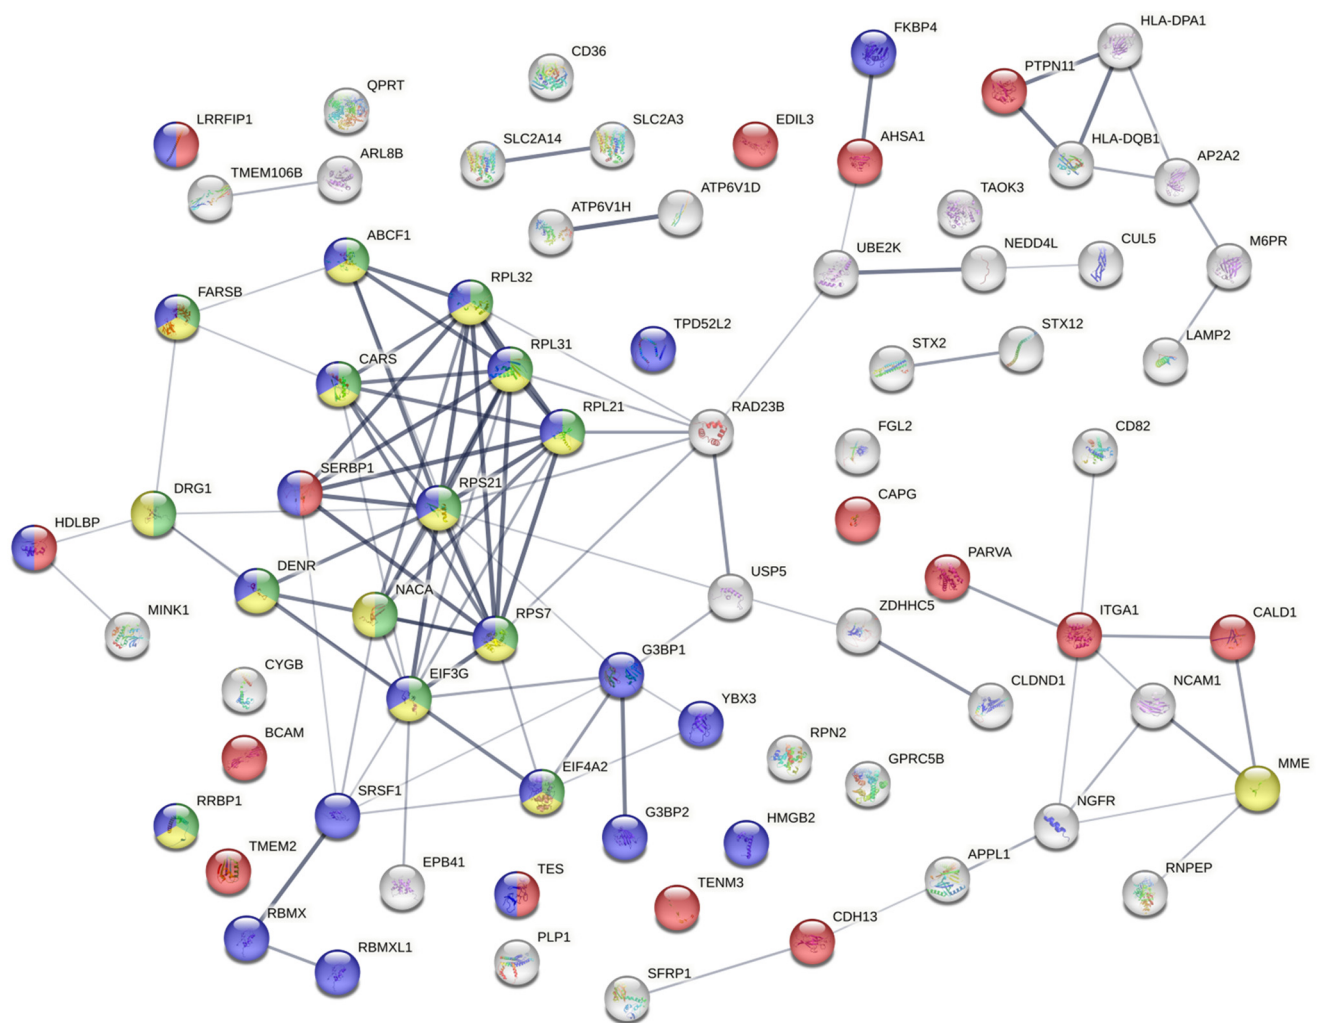 FKBP4
HLA-DPA1
CD36
PTPN11
QPRT
LRRFIP1
SLC2A3
EDIL3
AHSA1
HLA-DQB1
SLC2A14
ARL8B
AP2A2
TMEM106B
TAOK3
ATP6V1D
ATP6V1H
ABCF1
UBE2K
NEDD4L
CUL5
M6PR
RPL32
FARSB
TPD52L2
STX12
LAMP2
STX2
RPL31
CARS
RPL21
RAD23B
FGL2
CD82
SERBP1
RPS21
DRG1
CAPG
HDLBP
PARVA
DENR
USP5
NACA
MINK1
RPS7
ZDHHC5
ITGA1
CALD1
G3BP1
CYGB
EIF3G
CLDND1
NCAM1
YBX3
BCAM
RPN2
GPRC5B
MME
EIF4A2
SRSF1
RRBP1
G3BP2
HMGB2
NGFR
TMEM2
EPB41
TES
APPL1
RNPEP
TENM3
RBMX
CDH13
PLP1
RBMXL1
SFRP1